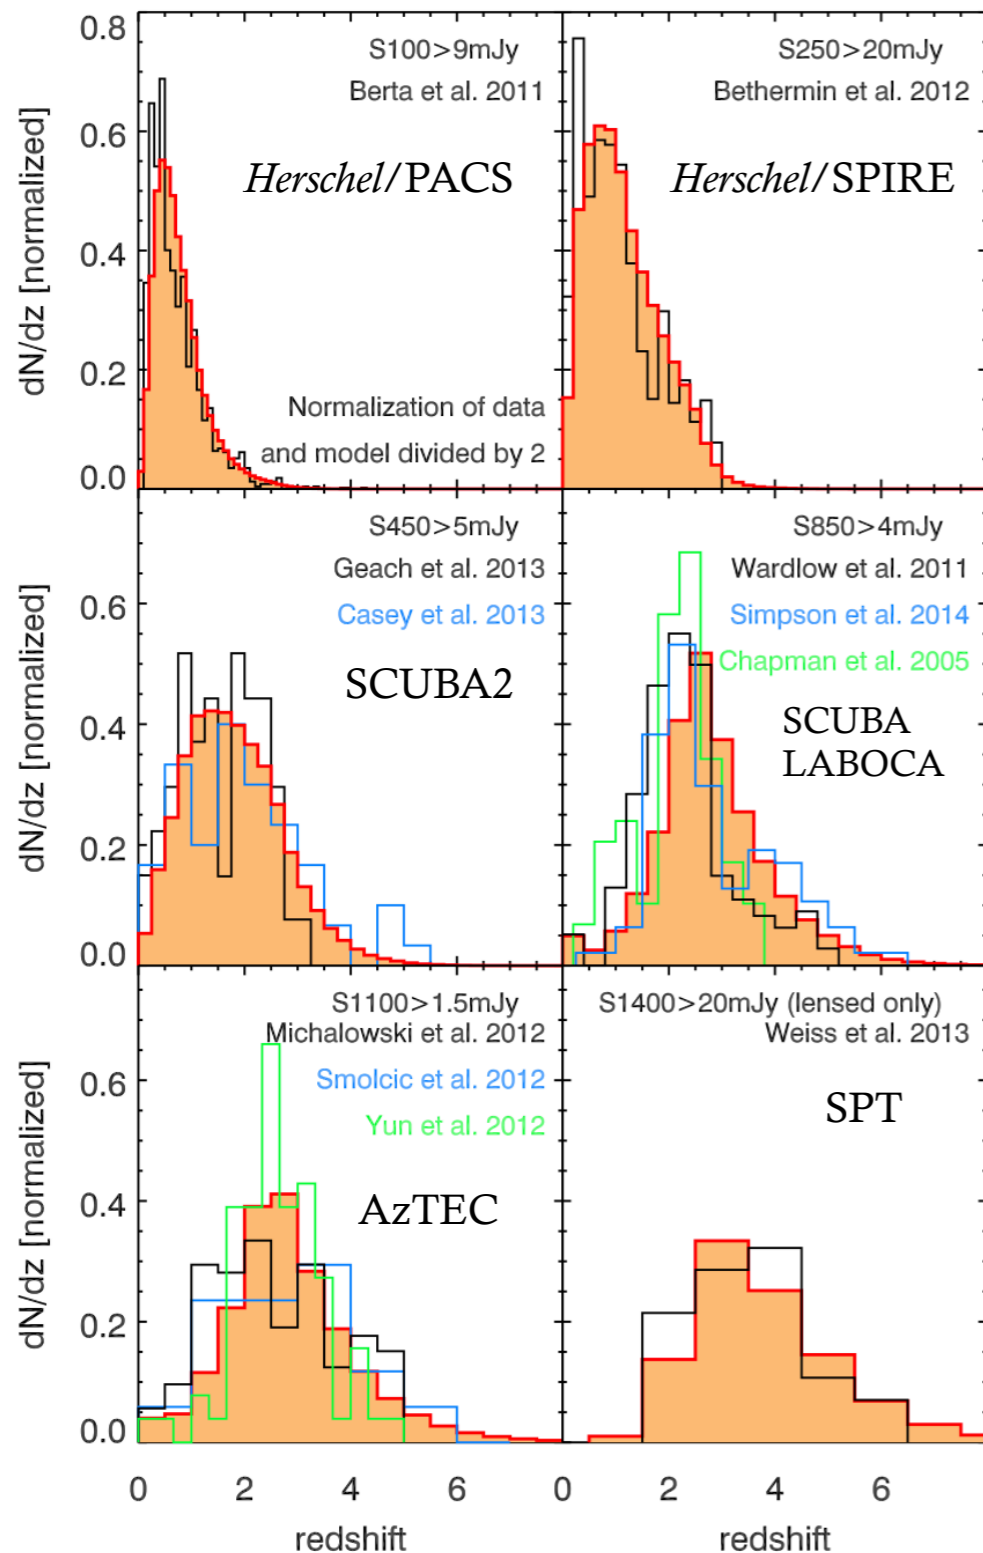 0.8
S100>9mJy
Berta et al. 2011
Herschel/PACS
Normalization of data
and model divided by 2
0.6
0.4
0.2
0.0
dN/dz [normalized]
S250>20mJy
Bethermin et al. 2012
Herschel/SPIRE
S450>5mJy
Geach et al. 2013
Casey et al. 2013
SCUBA2
0.6
0.4
0.2
0.0
dN/dz [normalized]
S850>4mJy
Wardlow et al. 2011
Simpson et al. 2014
Chapman et al. 2005
SCUBA
LABOCA
S1100>1.5mJy
Michalowski et al. 2012
Smolcic et al. 2012
Yun et al. 2012
AzTEC
0.6
0.4
0.2
0.0
dN/dz [normalized]
S1400>20mJy (lensed only)
Weiss et al. 2013
SPT
0 2 4 6
redshift
0 2 4 6
redshift